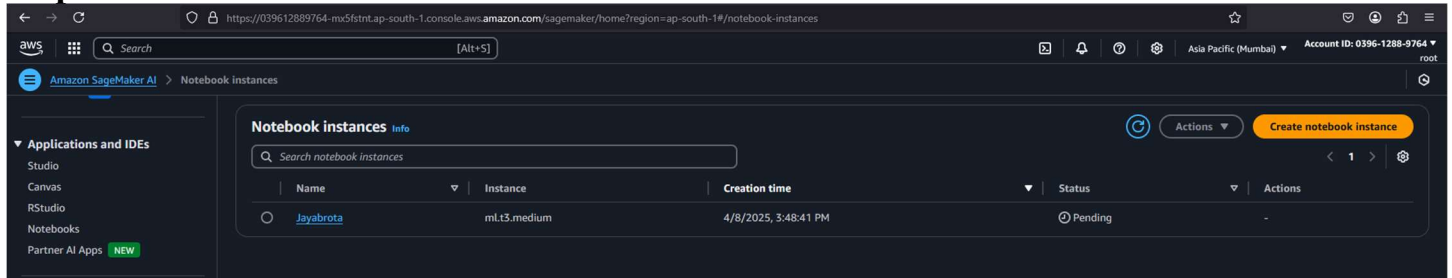 https://039612889764-mx5fstnt.ap-south-1.console.aws.amazon.com/sagemaker/home?region=ap-south-1#/notebook-instances
aws Search [Alt+S] Asia Pacific (Mumbai) Account ID: 0396-1288-9764
root
Amazon SageMaker AI > Notebook instances
Applications and IDEs
Studio
Canvas
RStudio
Notebooks
Partner AI Apps NEW
Notebook instances Info Actions Create notebook instance
Search notebook instances 1
Name Instance Creation time Status Actions
Jayabrota ml.t3.medium 4/8/2025, 3:48:41 PM Pending -